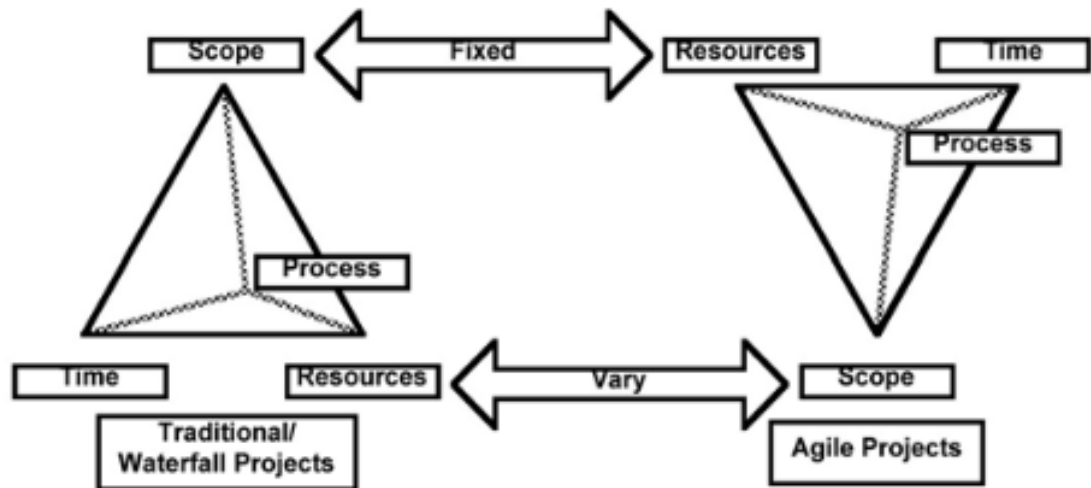 Scope
Fixed
Resources
Time
Process
Process
Time
Resources
Vary
Scope
Traditional/
Waterfall Projects
Agile Projects